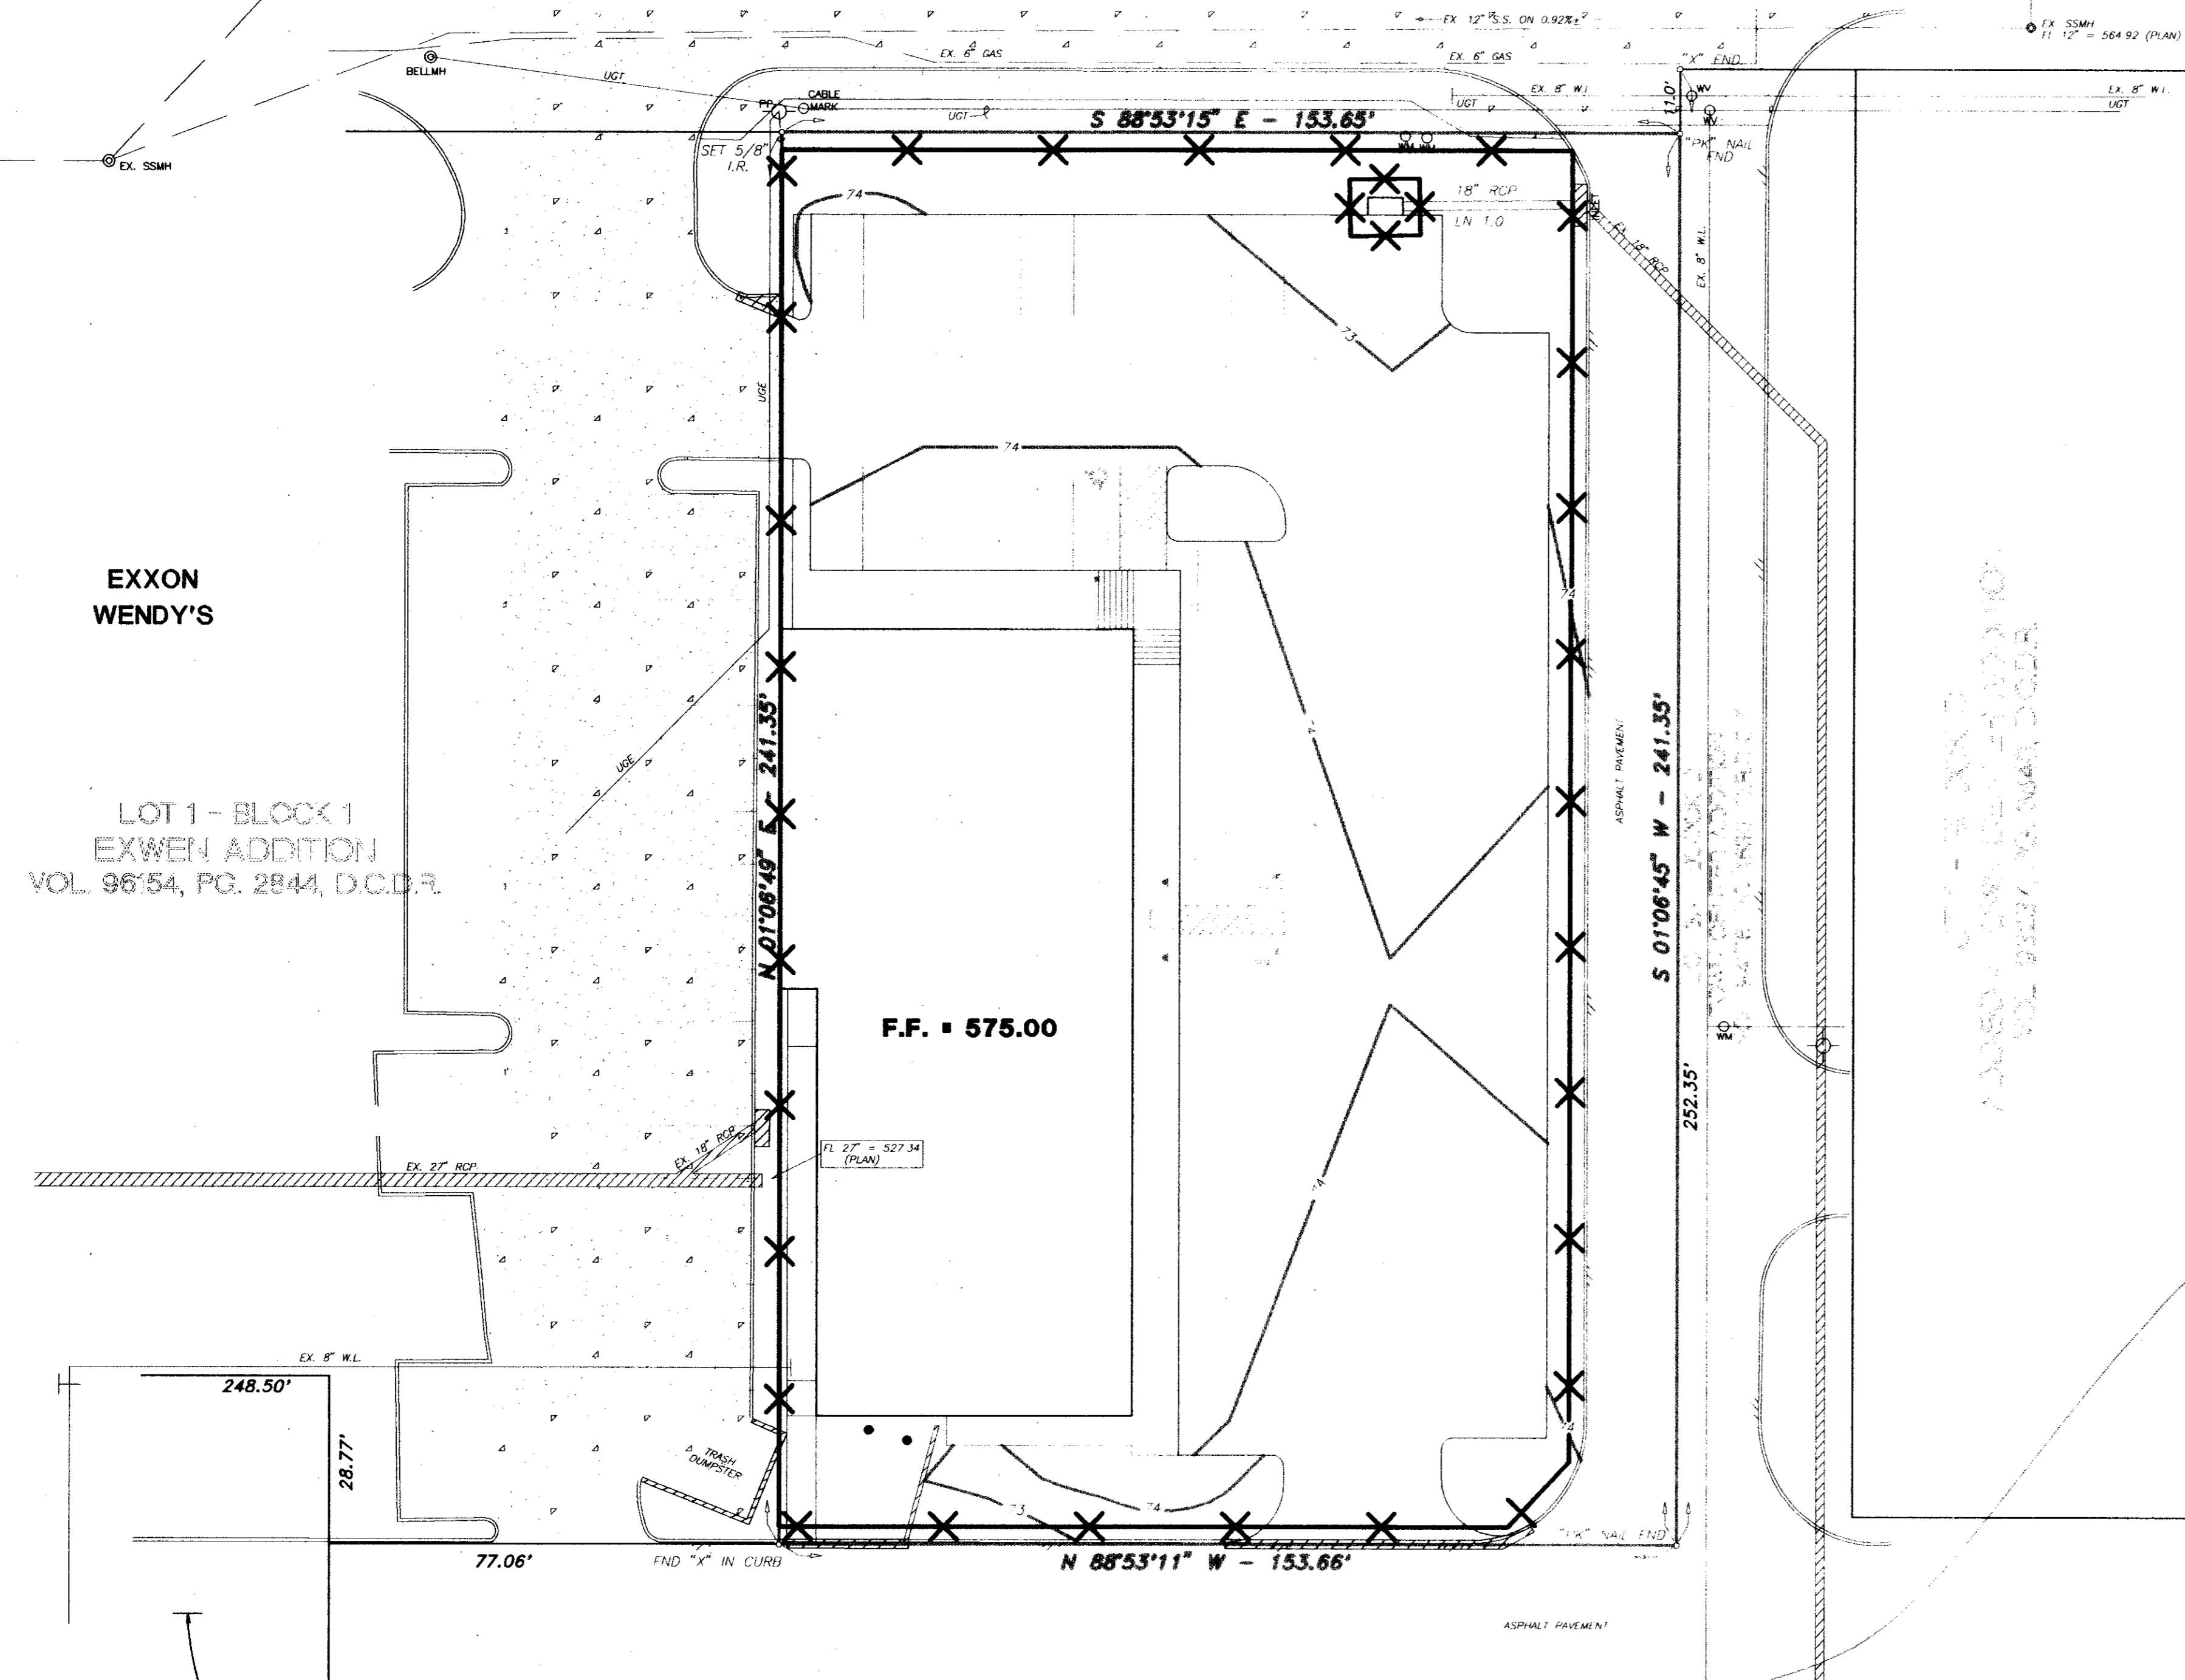 EX 12" S.S. ON 0.92%±
EX SSMH
FL 12" = 564.92 (PLAN)
EX. 6" GAS
EX. 6" GAS
"X" FND.
BELLMH
UGT
CABLE
MARK
PP
UGT
EX. 8" W.L.
UGT
11.0'
WV
WV
EX. 8" W.L.
UGT
S 88°53'15" E - 153.65'
SET 5/8"
I.R.
WM
WM
"PK" NAIL
FND
EX. SSMH
74
18" RCP
LN 1.0
INLET
EX. 18" RCP
EX. 8" W.L.
73
UGE
74
EXXON
WENDY'S
74
UGE
N 01°06'49" E - 241.35'
ASPHALT PAVEMENT
S 01°06'45" W - 241.35'
LOT 1 - BLOCK 1
EXWEN ADDITION
VOL. 96154, PG. 2844, D.C.D.R.
F.F. = 575.00
WM
252.35'
EX. 18" RCP
FL 27" = 527.34
(PLAN)
EX. 27" RCP
74
EX. 8" W.L.
248.50'
28.77'
TRASH
DUMPSTER
74
73
74
"PK" NAIL FND
77.06'
FND "X" IN CURB
N 88°53'11" W - 153.66'
ASPHALT PAVEMENT